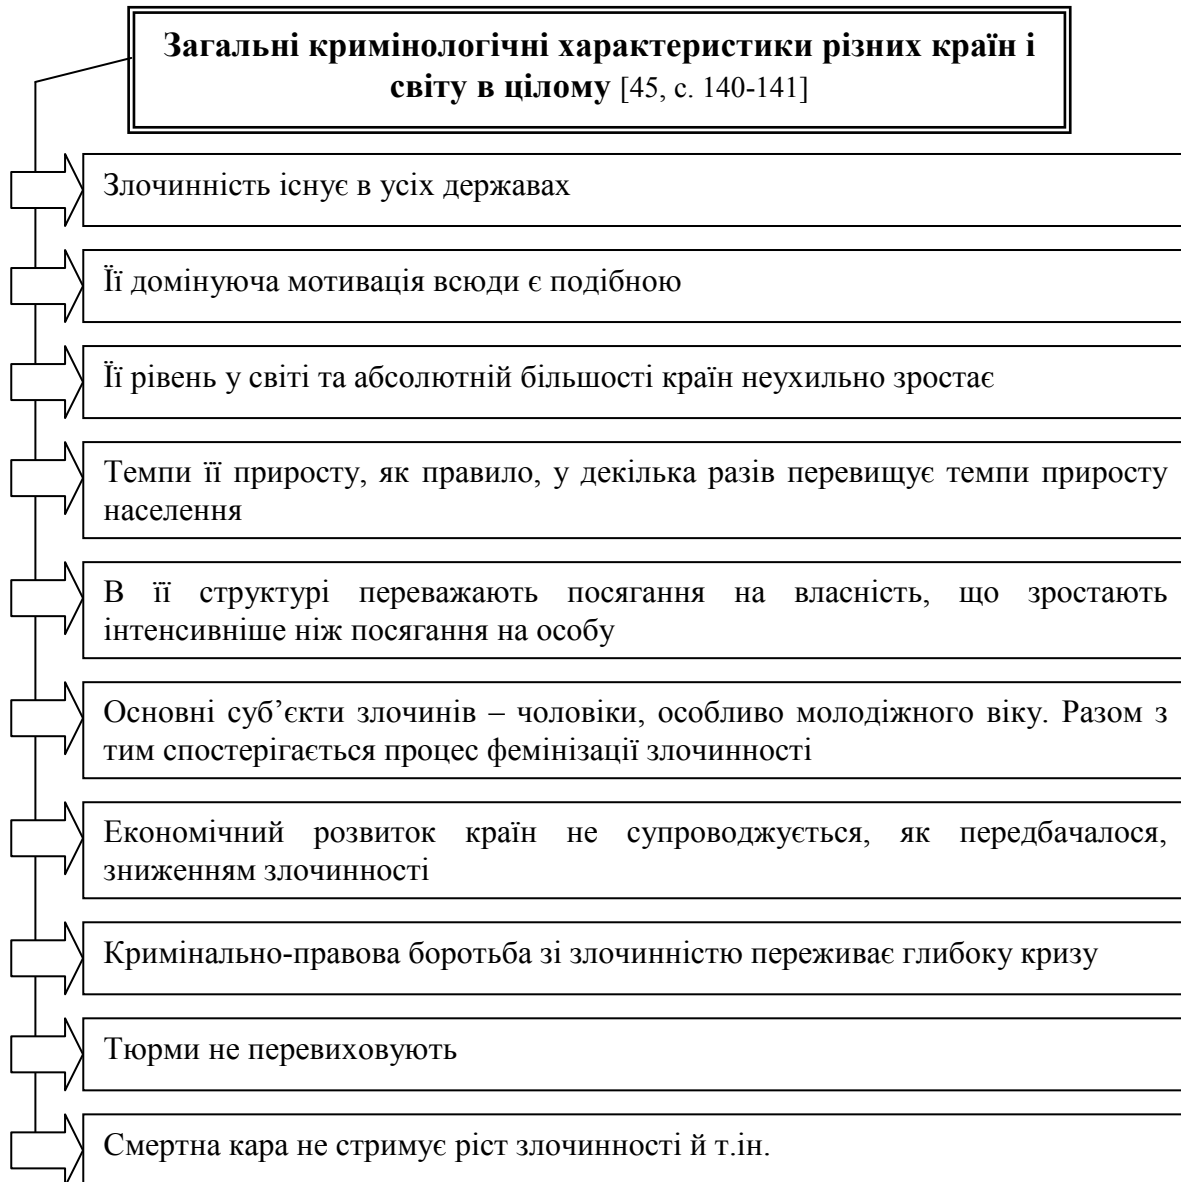 Загальні кримінологічні характеристики різних країн і
світу в цілому [45, с. 140-141]
Злочинність існує в усіх державах
Її домінуюча мотивація всюди є подібною
Її рівень у світі та абсолютній більшості країн неухильно зростає
Темпи її приросту, як правило, у декілька разів перевищує темпи приросту
населення
В її структурі переважають посягання на власність, що зростають
інтенсивніше ніж посягання на особу
Основні суб’єкти злочинів – чоловіки, особливо молодіжного віку. Разом з
тим спостерігається процес фемінізації злочинності
Економічний розвиток країн не супроводжується, як передбачалося,
зниженням злочинності
Кримінально-правова боротьба зі злочинністю переживає глибоку кризу
Тюрми не перевиховують
Смертна кара не стримує ріст злочинності й т.ін.